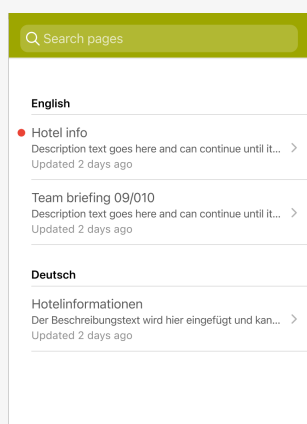 Search pages
English
Hotel info
Description text goes here and can continue until it...
Updated 2 days ago
Team briefing 09/010
Description text goes here and can continue until it...
Updated 2 days ago
Deutsch
Hotelinformationen
Der Beschreibungstext wird hier eingefügt und kan...
Updated 2 days ago